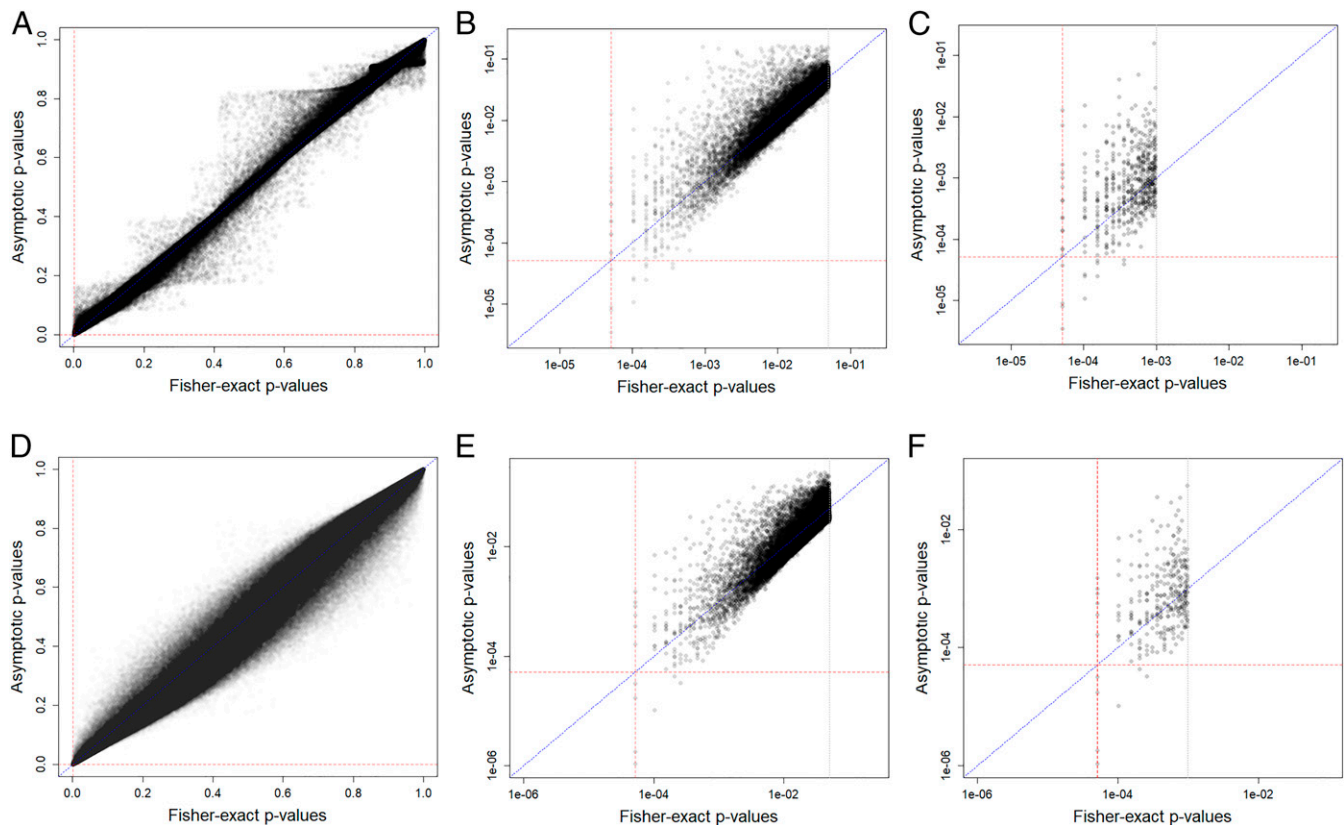 A
Asymptotic p-values
1.0
0.8
0.6
0.4
0.2
0.0
0.0 0.2 0.4 0.6 0.8 1.0
Fisher-exact p-values
B
Asymptotic p-values
1e-01
1e-02
1e-03
1e-04
1e-05
1e-05 1e-04 1e-03 1e-02 1e-01
Fisher-exact p-values
C
Asymptotic p-values
1e-01
1e-02
1e-03
1e-04
1e-05
1e-05 1e-04 1e-03 1e-02 1e-01
Fisher-exact p-values
D
Asymptotic p-values
1.0
0.8
0.6
0.4
0.2
0.0
0.0 0.2 0.4 0.6 0.8 1.0
Fisher-exact p-values
E
Asymptotic p-values
1e-02
1e-04
1e-06
1e-06 1e-04 1e-02
Fisher-exact p-values
F
Asymptotic p-values
1e-02
1e-04
1e-06
1e-06 1e-04 1e-02
Fisher-exact p-values